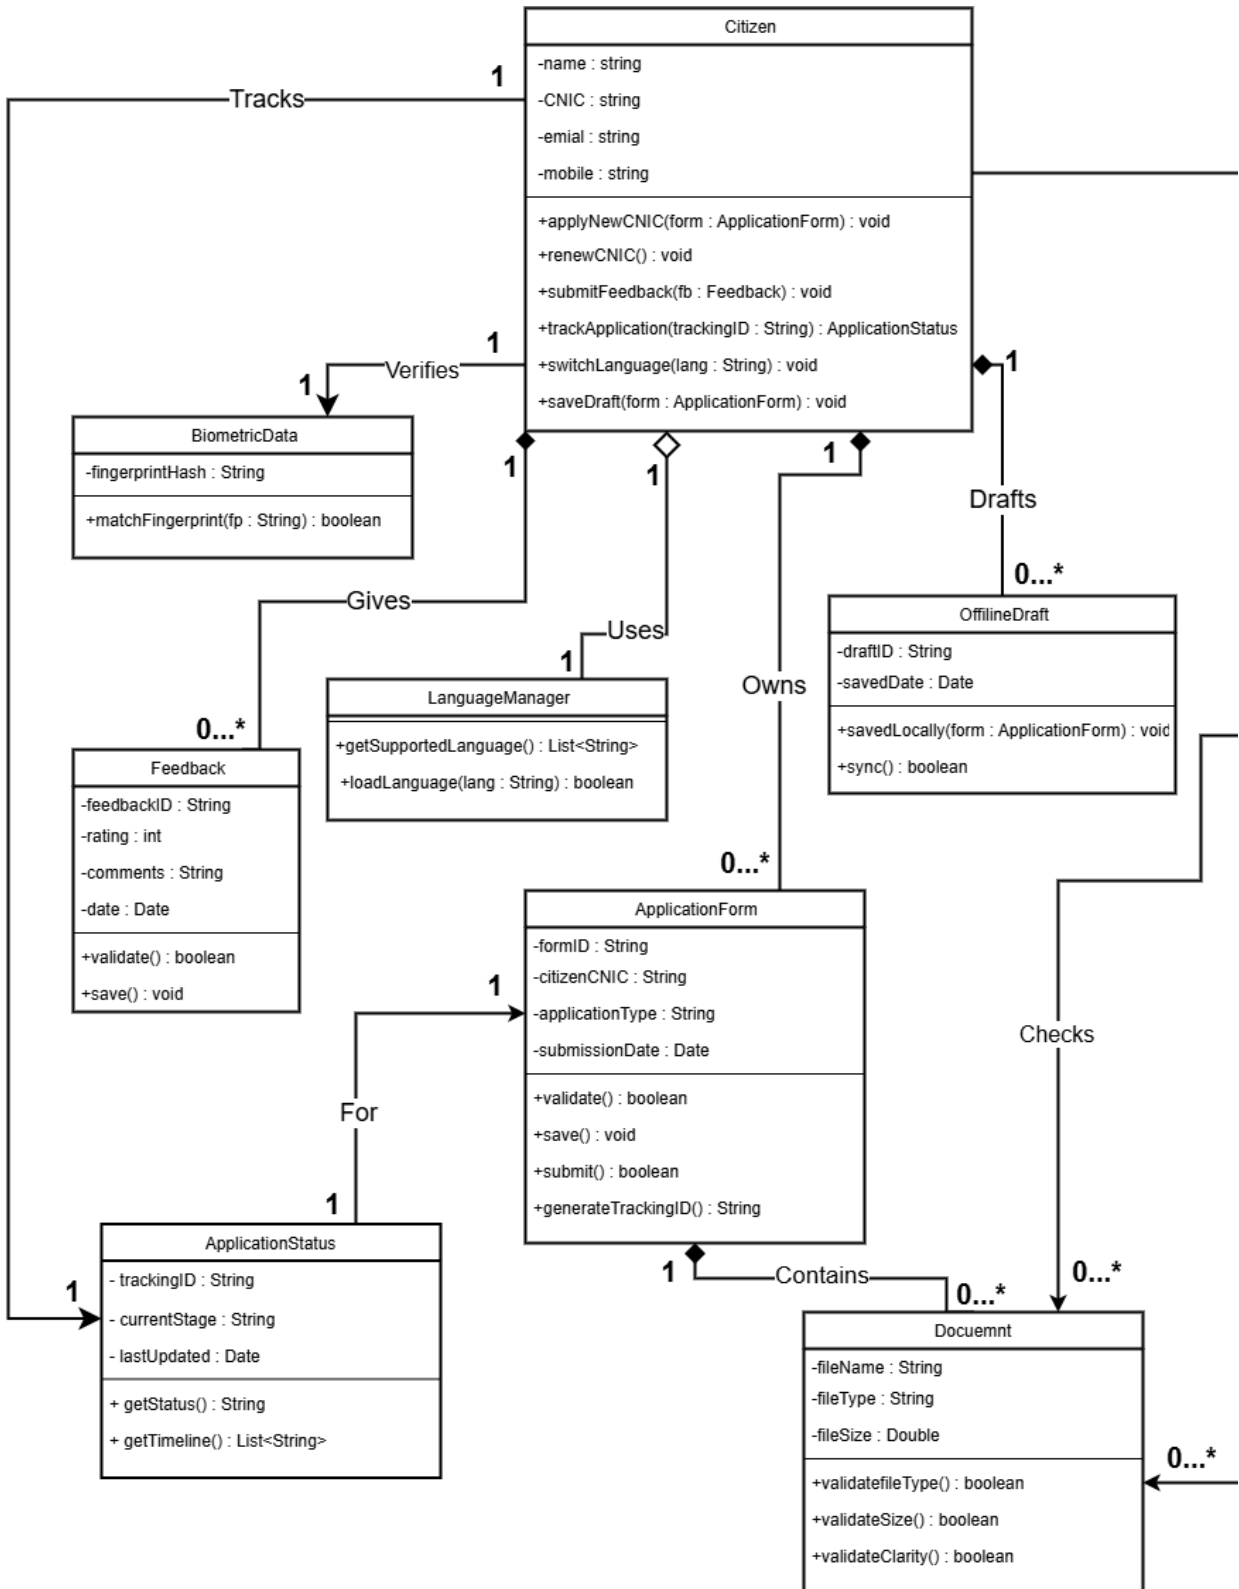 Citizen
-name : string
-CNIC : string
-emial : string
-mobile : string
+applyNewCNIC(form : ApplicationForm) : void
+renewCNIC() : void
+submitFeedback(fb : Feedback) : void
+trackApplication(trackingID : String) : ApplicationStatus
+switchLanguage(lang : String) : void
+saveDraft(form : ApplicationForm) : void
1
Tracks
1
Verifies
1
BiometricData
-fingerprintHash : String
+matchFingerprint(fp : String) : boolean
1
1
1
1
Drafts
0...*
OffilineDraft
-draftID : String
-savedDate : Date
+savedLocally(form : ApplicationForm) : void
+sync() : boolean
Gives
Uses
1
LanguageManager
+getSupportedLanguage() : List<String>
+loadLanguage(lang : String) : boolean
Owns
0...*
Feedback
-feedbackID : String
-rating : int
-comments : String
-date : Date
+validate() : boolean
+save() : void
0...*
ApplicationForm
-formID : String
-citizenCNIC : String
-applicationType : String
-submissionDate : Date
+validate() : boolean
+save() : void
+submit() : boolean
+generateTrackingID() : String
1
For
1
Checks
ApplicationStatus
- trackingID : String
- currentStage : String
- lastUpdated : Date
+ getStatus() : String
+ getTimeline() : List<String>
1
1
Contains
0...*
0...*
Docuemnt
-fileName : String
-fileType : String
-fileSize : Double
+validatefileType() : boolean
+validateSize() : boolean
+validateClarity() : boolean
0...*